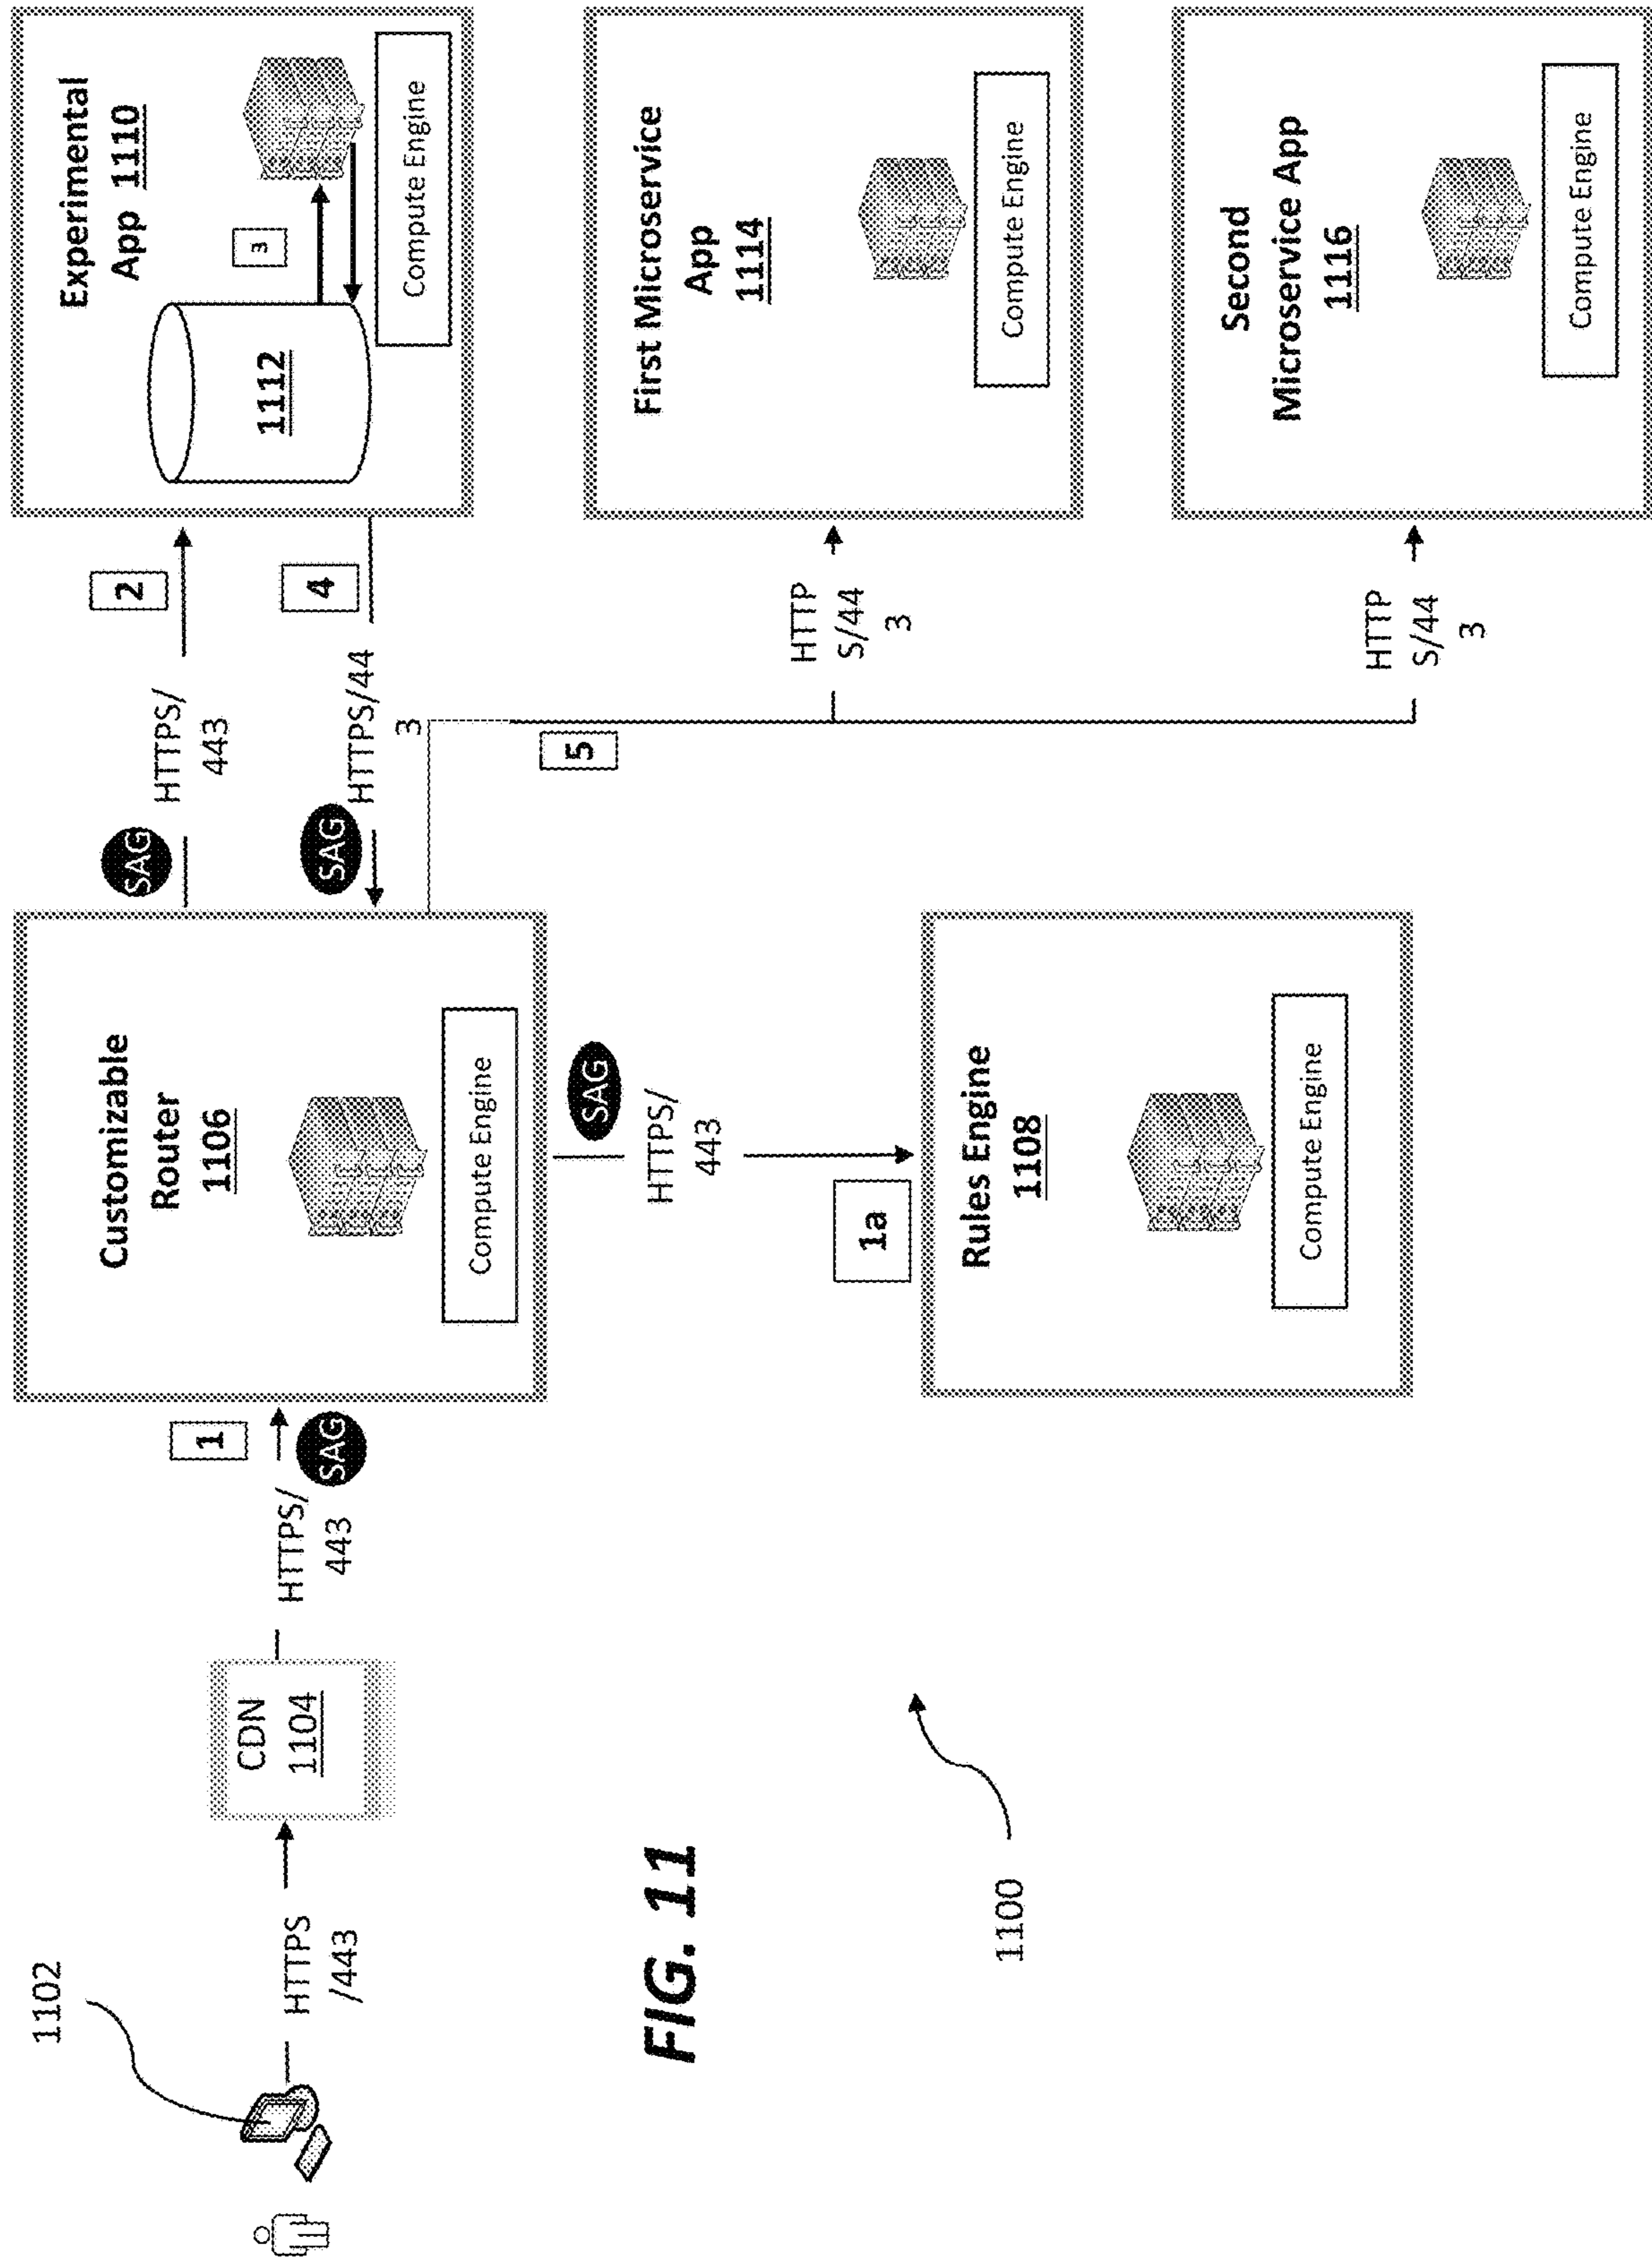 1102
HTTPS
/443
CDN
1104
HTTPS/
443
1
SAG
Customizable
Router
1106
Compute Engine
SAG
HTTPS/
443
1a
Rules Engine
1108
Compute Engine
SAG
HTTPS/
443
2
SAG
HTTPS/44
3
4
5
Experimental
App 1110
1112
3
Compute Engine
HTTP
S/44
3
First Microservice
App
1114
Compute Engine
HTTP
S/44
3
Second
Microservice App
1116
Compute Engine
1100
FIG. 11